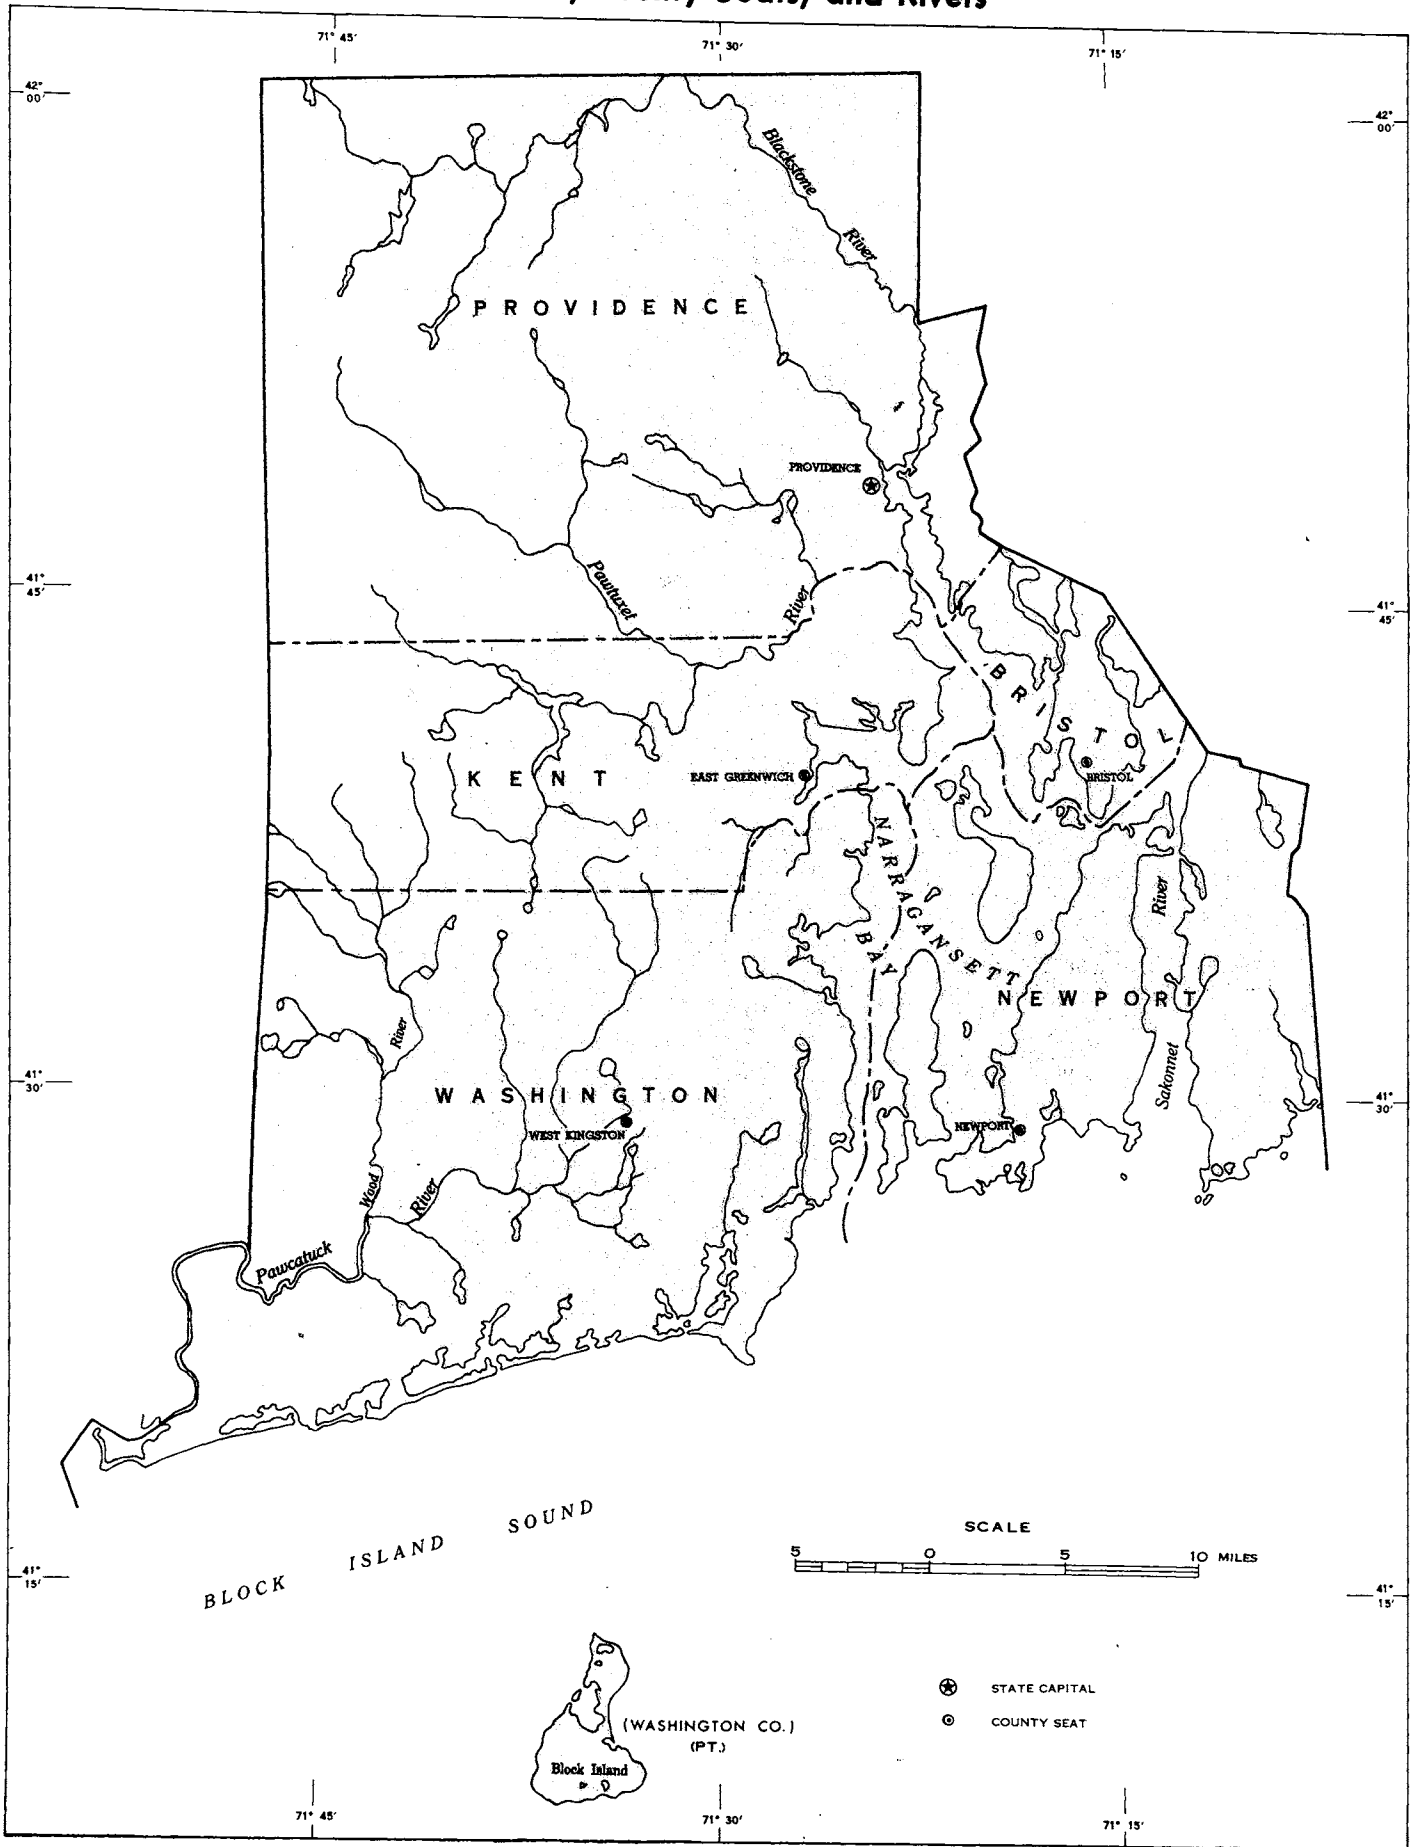 Seats, and Rivers
71° 45'
71° 30'
71° 15'
42° 00'
42° 00'
Blackstone River
PROVIDENCE
PROVIDENCE
41° 45'
41° 45'
Pawtuxet River
BRISTOL
BRISTOL
KENT
EAST GREENWICH
NARRAGANSETT BAY
River
NEWPORT
River
Sakonnet
41° 30'
41° 30'
WASHINGTON
WEST KINGSTON
NEWPORT
Wood
River
Pawcatuck
BLOCK ISLAND SOUND
SCALE
5 0 5 10 MILES
41° 15'
41° 15'
STATE CAPITAL
COUNTY SEAT
(WASHINGTON CO.)
(PT.)
Block Island
71° 45'
71° 30'
71° 15'